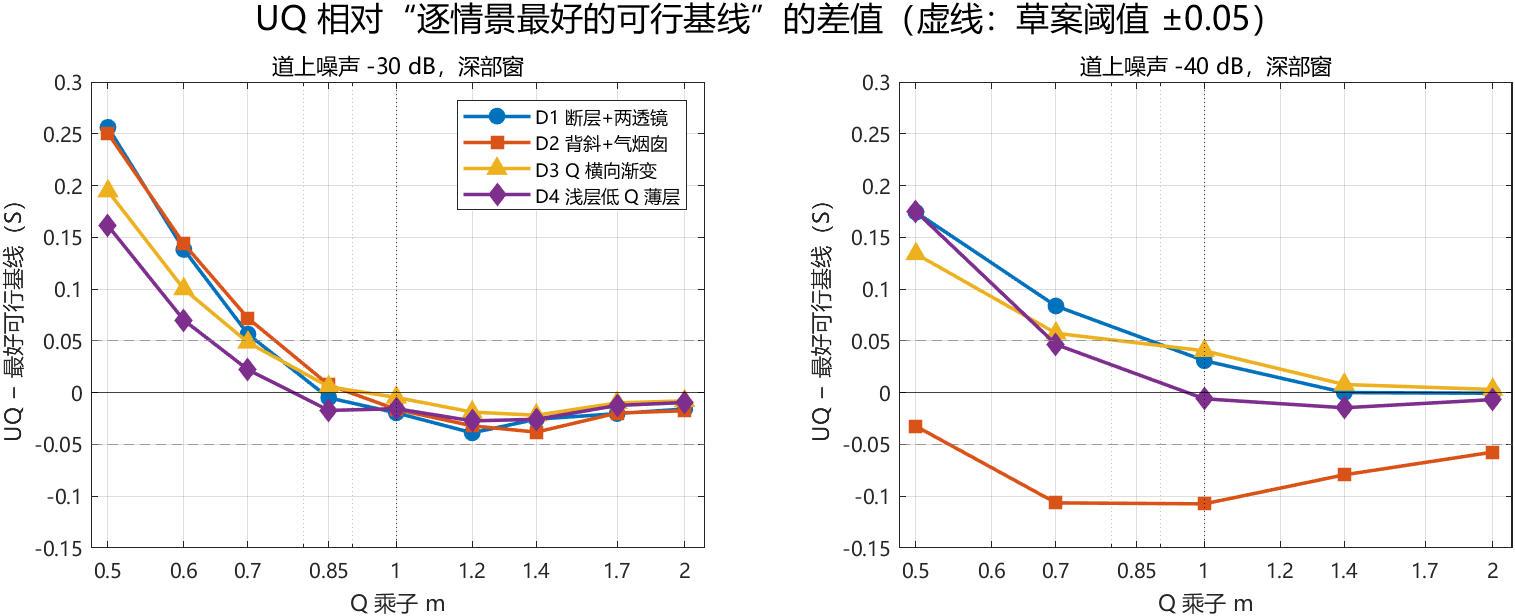 UQ 相对“逐情景最好的可行基线”的差值（虚线：草案阈值 ±0.05）
道上噪声 -30 dB，深部窗
0.3
0.25
0.2
0.15
0.1
0.05
0
-0.05
-0.1
-0.15
UQ − 最好可行基线（S）
D1 断层+两透镜
D2 背斜+气烟囱
D3 Q 横向渐变
D4 浅层低 Q 薄层
0.5 0.6 0.7 0.85 1 1.2 1.4 1.7 2
Q 乘子 m
道上噪声 -40 dB，深部窗
0.3
0.25
0.2
0.15
0.1
0.05
0
-0.05
-0.1
-0.15
UQ − 最好可行基线（S）
0.5 0.6 0.7 0.85 1 1.2 1.4 1.7 2
Q 乘子 m